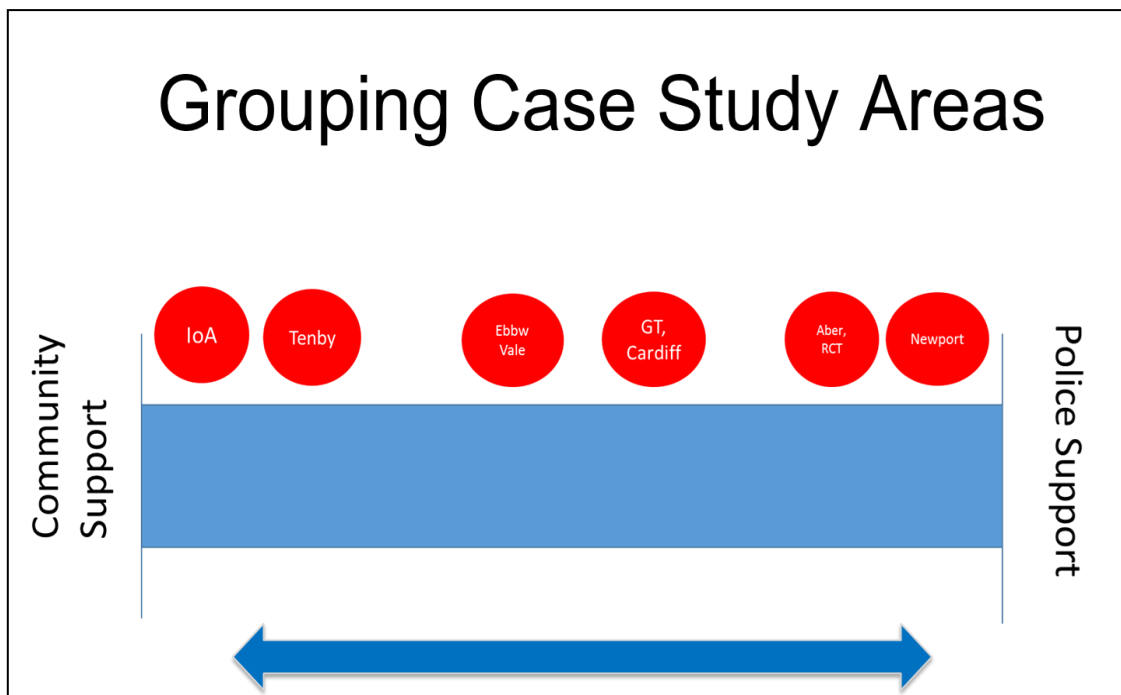 Grouping Case Study Areas
Community
Support
IoA
Tenby
Ebbw
Vale
GT,
Cardiff
Aber,
RCT
Newport
Police Support